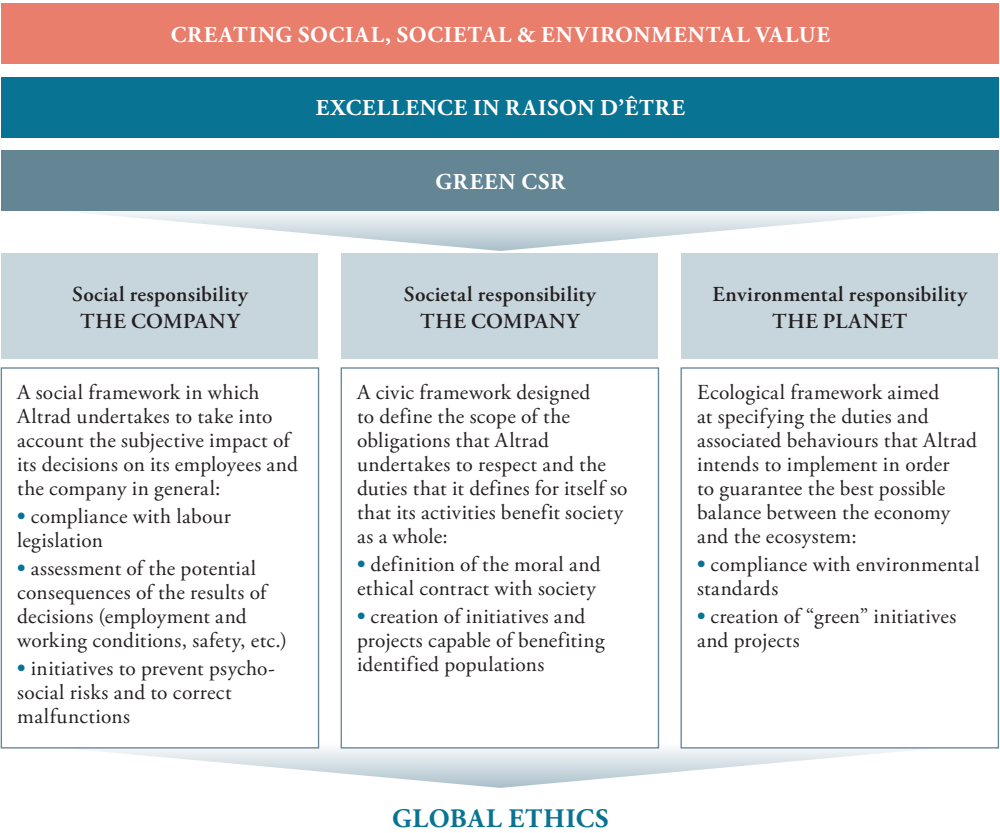 CREATING SOCIAL, SOCIETAL & ENVIRONMENTAL VALUE
EXCELLENCE IN RAISON D’ÊTRE
GREEN CSR
Social responsibility
THE COMPANY
A social framework in which
Altrad undertakes to take into
account the subjective impact of
its decisions on its employees and
the company in general:
• compliance with labour
legislation
• assessment of the potential
consequences of the results of
decisions (employment and
working conditions, safety, etc.)
• initiatives to prevent psycho-
social risks and to correct
malfunctions
Societal responsibility
THE COMPANY
A civic framework designed
to define the scope of the
obligations that Altrad
undertakes to respect and the
duties that it defines for itself so
that its activities benefit society
as a whole:
• definition of the moral and
ethical contract with society
• creation of initiatives and
projects capable of benefiting
identified populations
Environmental responsibility
THE PLANET
Ecological framework aimed
at specifying the duties and
associated behaviours that Altrad
intends to implement in order
to guarantee the best possible
balance between the economy
and the ecosystem:
• compliance with environmental
standards
• creation of “green” initiatives
and projects
GLOBAL ETHICS